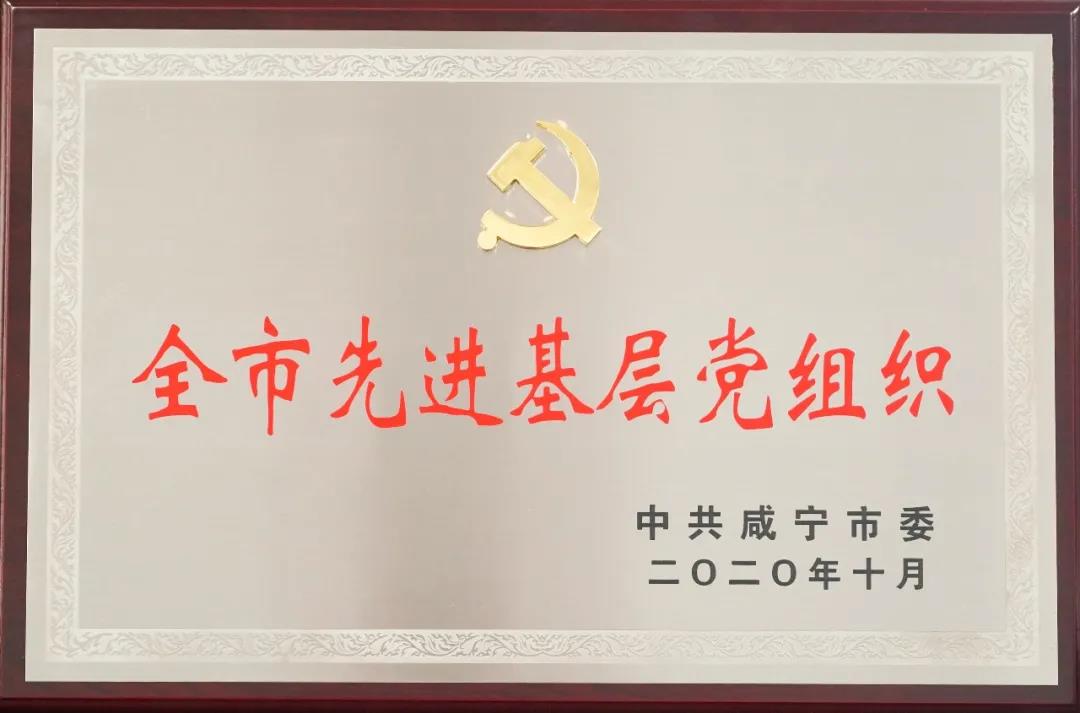 全市先进基层党组织
中共咸宁市委
二〇二〇年十月